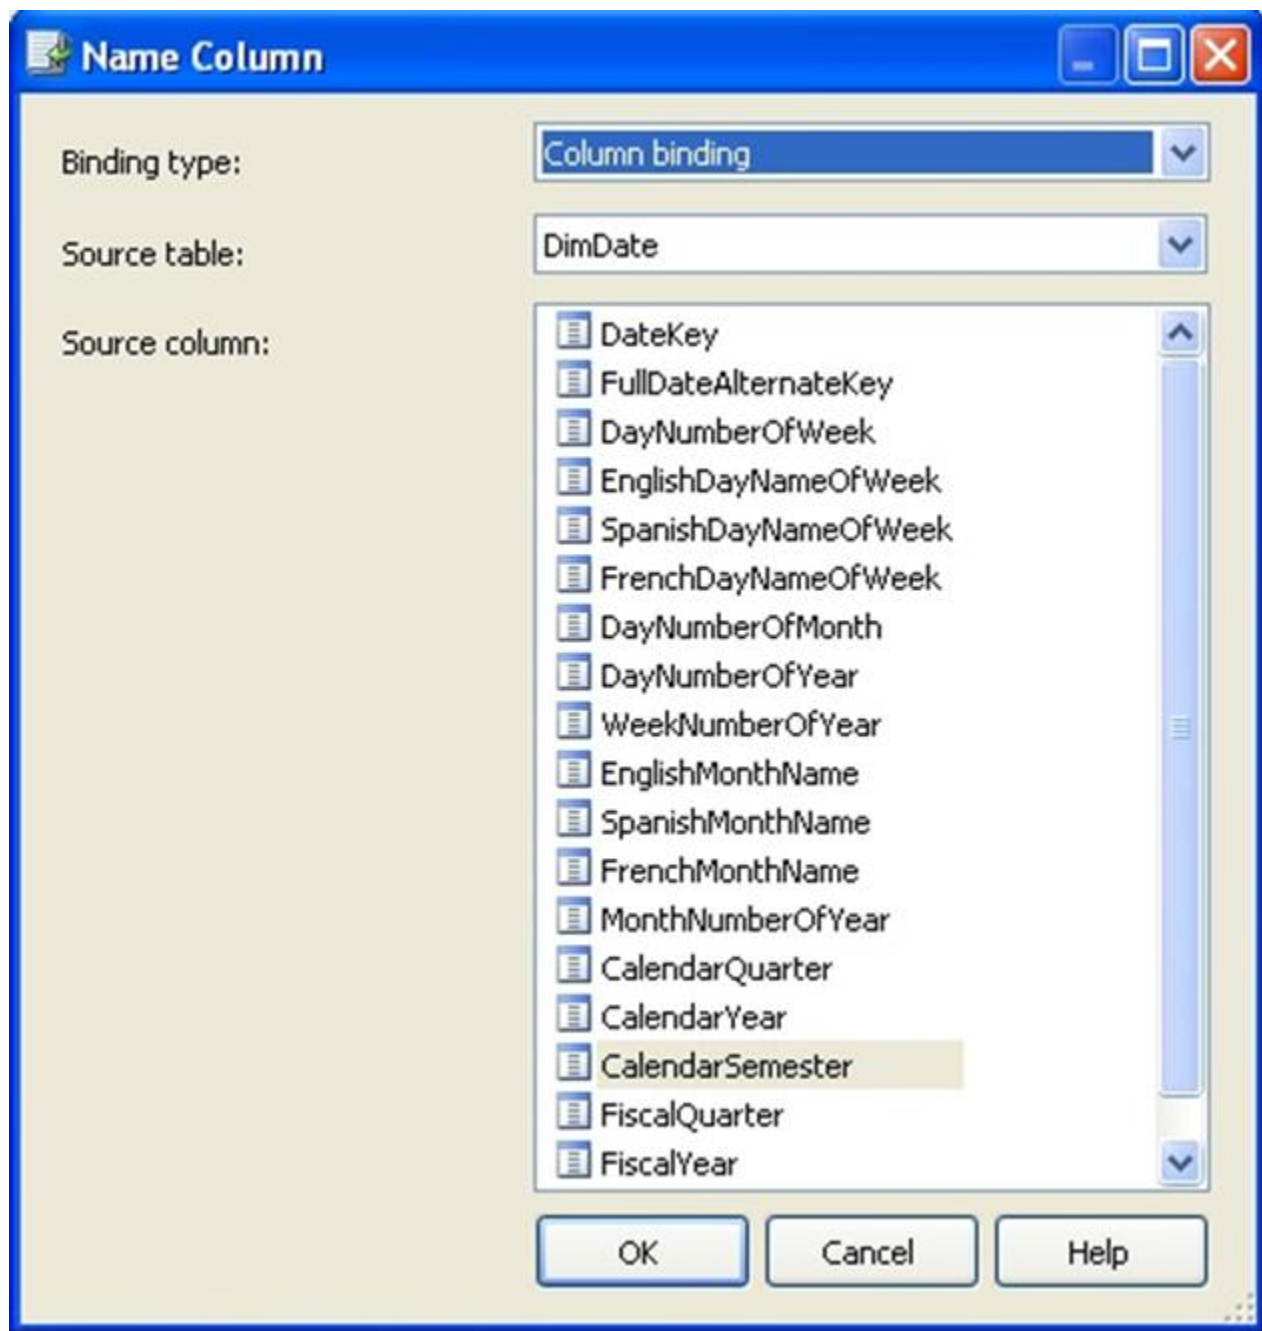 Name Column
Binding type:
Column binding
Source table:
DimDate
Source column:
DateKey
FullDateAlternateKey
DayNumberOfWeek
EnglishDayNameOfWeek
SpanishDayNameOfWeek
FrenchDayNameOfWeek
DayNumberOfMonth
DayNumberOfYear
WeekNumberOfYear
EnglishMonthName
SpanishMonthName
FrenchMonthName
MonthNumberOfYear
CalendarQuarter
CalendarYear
CalendarSemester
FiscalQuarter
FiscalYear
OK Cancel Help